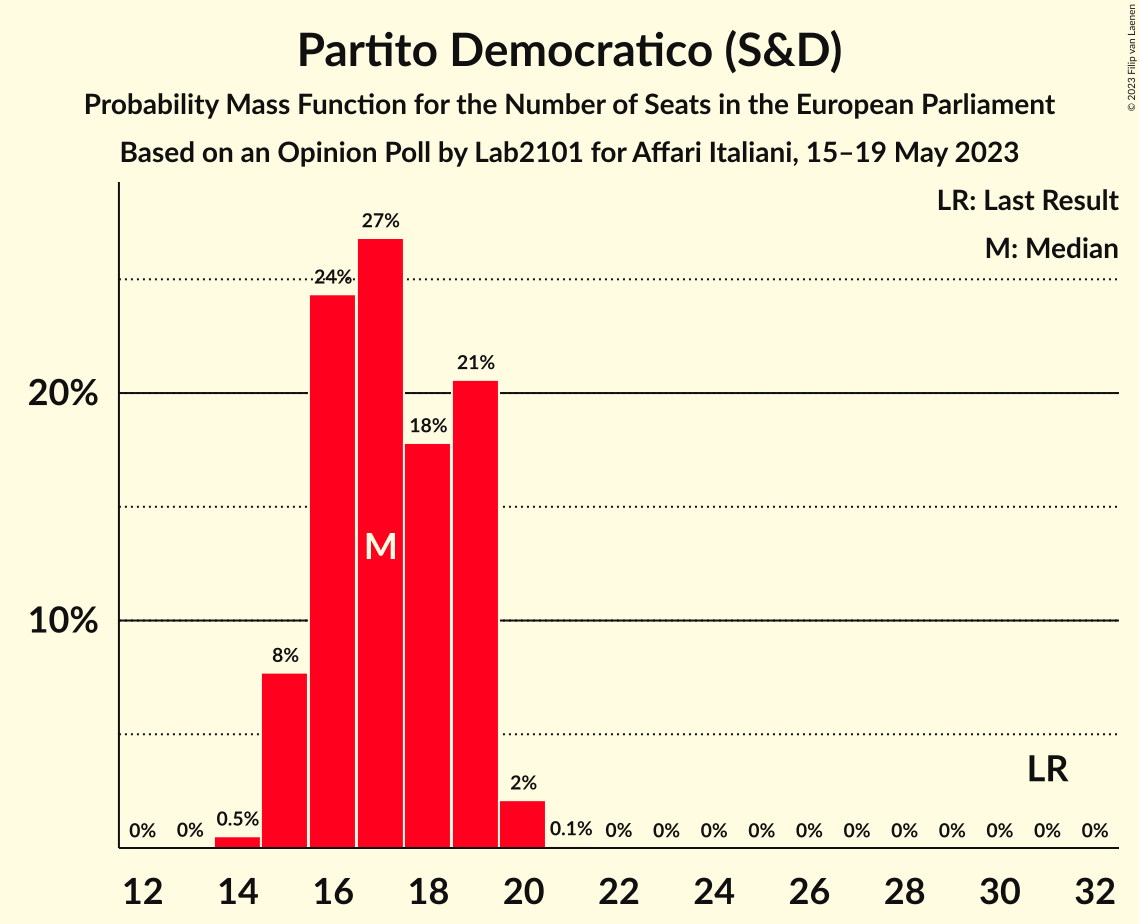 Partito Democratico (S&D)
Probability Mass Function for the Number of Seats in the European Parliament
Based on an Opinion Poll by Lab2101 for Affari Italiani, 15–19 May 2023
© 2023 Filip van Laenen
LR: Last Result
M: Median
27%
24%
21%
20%
18%
M
10%
8%
LR
2%
0% 0% 0.5% 0.1% 0% 0% 0% 0% 0% 0% 0% 0% 0% 0% 0%
12 14 16 18 20 22 24 26 28 30 32